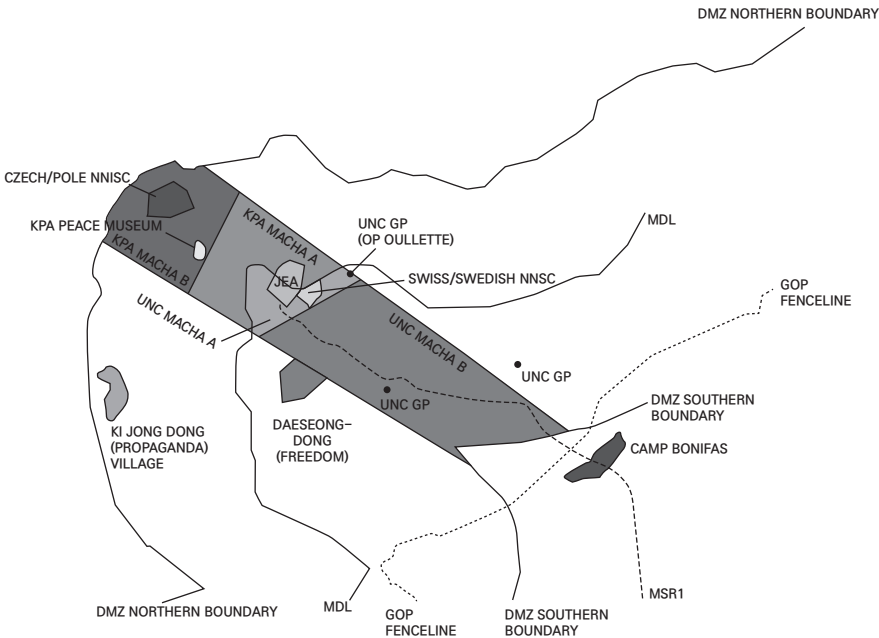 DMZ NORTHERN BOUNDARY
CZECH/POLE NNISC
KPA PEACE MUSEUM
KPA MACHA A
KPA MACHA B
UNC GP
(OP OULLETTE)
MDL
JEA
SWISS/SWEDISH NNSC
GOP
FENCELINE
UNC MACHA A
UNC MACHA B
UNC GP
UNC GP
KI JONG DONG
(PROPAGANDA)
VILLAGE
DAESEONG-
DONG
(FREEDOM)
DMZ SOUTHERN
BOUNDARY
CAMP BONIFAS
DMZ NORTHERN BOUNDARY
MDL
GOP
FENCELINE
DMZ SOUTHERN
BOUNDARY
MSR1